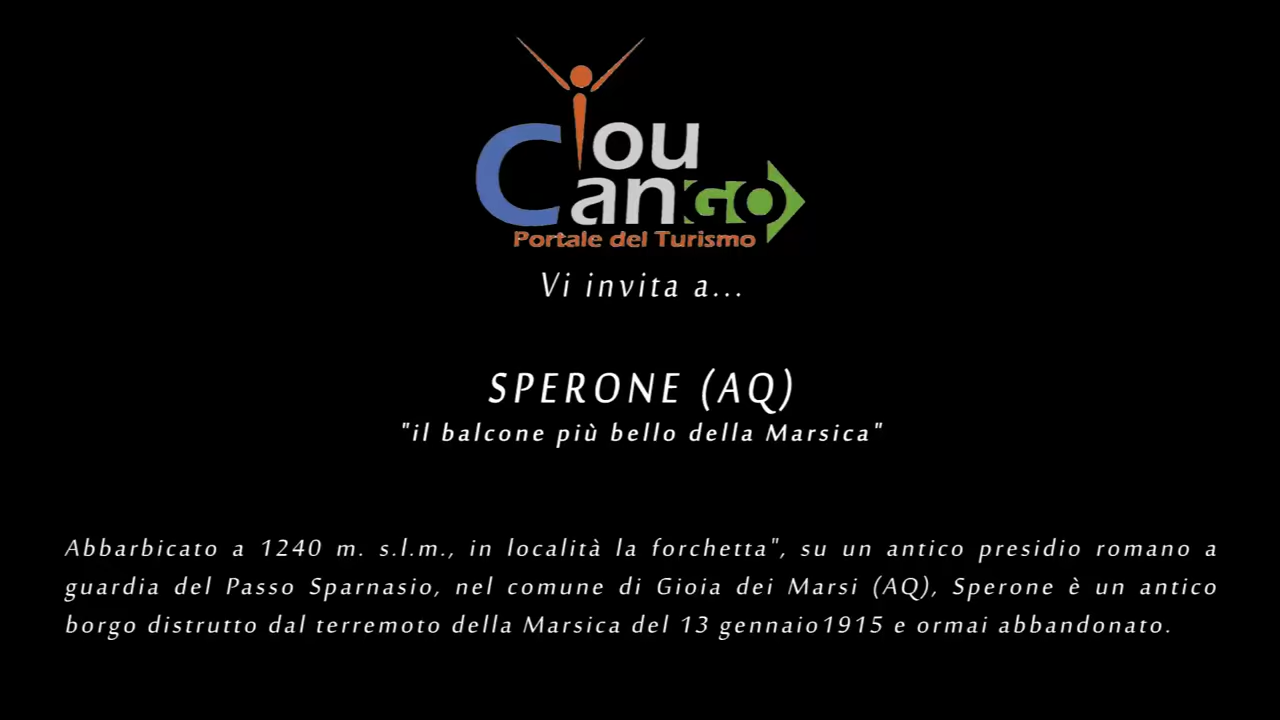 You
Can GO
Portale del Turismo
Vi invita a...
SPERONE (AQ)
"il balcone più bello della Marsica"
Abbarbicato a 1240 m. s.l.m., in località la forchetta", su un antico presidio romano a
guardia del Passo Sparnasio, nel comune di Gioia dei Marsi (AQ), Sperone è un antico
borgo distrutto dal terremoto della Marsica del 13 gennaio1915 e ormai abbandonato.